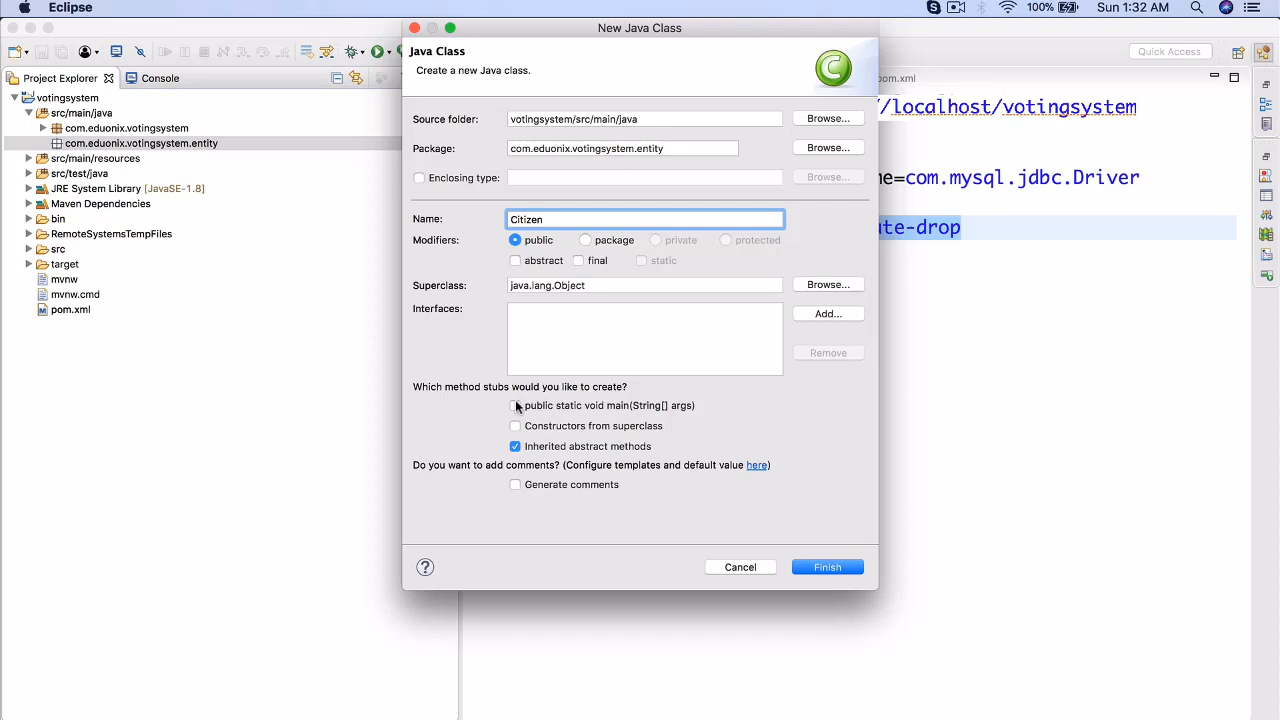 Eclipse
100%
Sun 1:32 AM
New Java Class
Quick Access
Java Class
Create a new Java class.
Project Explorer
Console
pom.xml
votingsystem
src/main/java
com.eduonix.votingsystem
com.eduonix.votingsystem.entity
src/main/resources
src/test/java
JRE System Library [JavaSE-1.8]
Maven Dependencies
bin
RemoteSystemsTempFiles
src
target
mvnw
mvnw.cmd
pom.xml
Source folder: votingsystem/src/main/java Browse...
Package: com.eduonix.votingsystem.entity Browse...
Enclosing type: Browse...
Name: Citizen
Modifiers: public package private protected
abstract final static
Superclass: java.lang.Object Browse...
Interfaces: Add...
Remove
Which method stubs would you like to create?
public static void main(String[] args)
Constructors from superclass
Inherited abstract methods
Do you want to add comments? (Configure templates and default value here)
Generate comments
? Cancel Finish
//localhost/votingsystem
me=com.mysql.jdbc.Driver
ate-drop